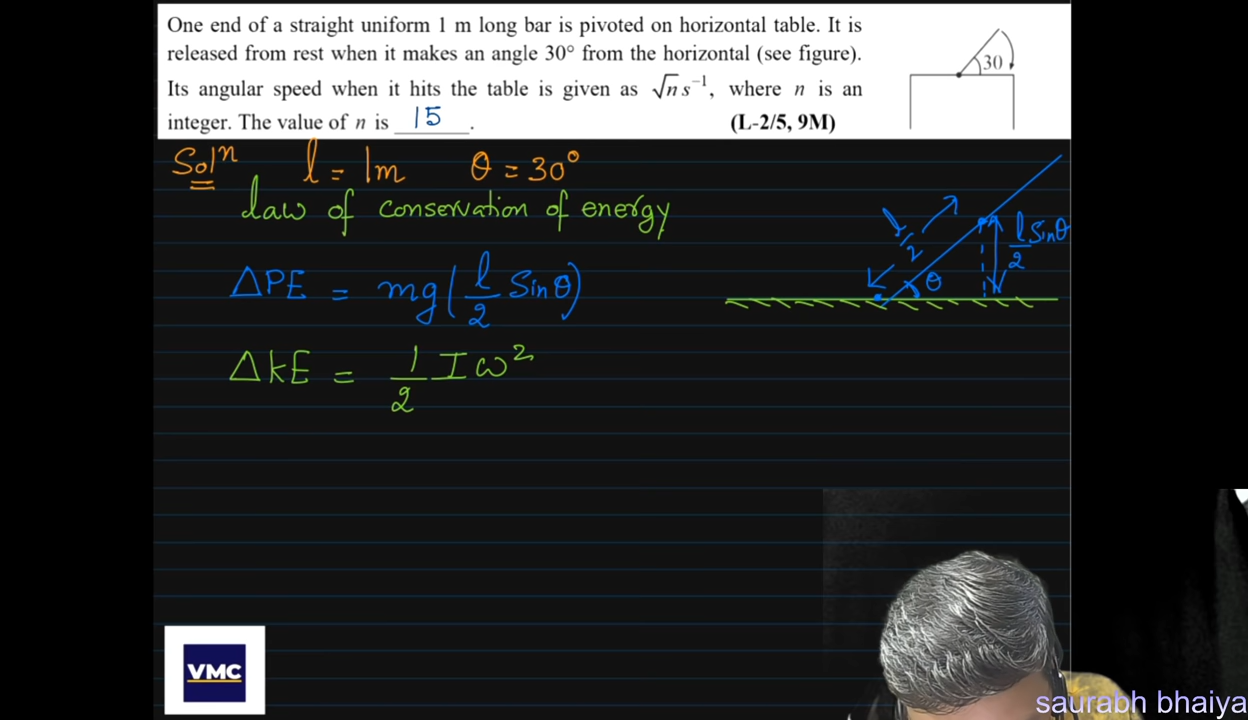 One end of a straight uniform 1 m long bar is pivoted on horizontal table. It is
released from rest when it makes an angle 30° from the horizontal (see figure).
Its angular speed when it hits the table is given as √n s⁻¹, where n is an
integer. The value of n is 15.
(L-2/5, 9M)
30
Solⁿ l = 1m θ = 30°
Law of conservation of energy
ΔPE = mg(l/2 Sinθ)
ΔKE = 1/2 I ω²
l/2
θ
l/2 Sinθ
VMC
saurabh bhaiya